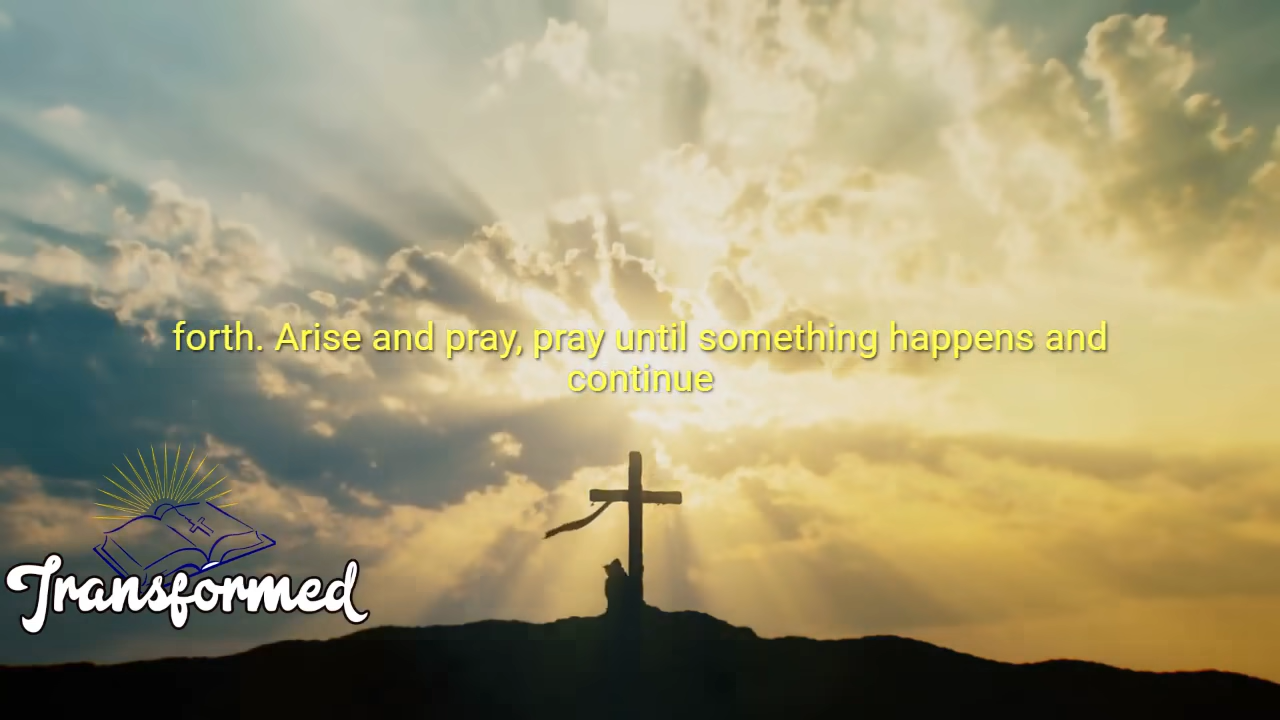 forth. Arise and pray, pray until something happens and
continue
Transformed